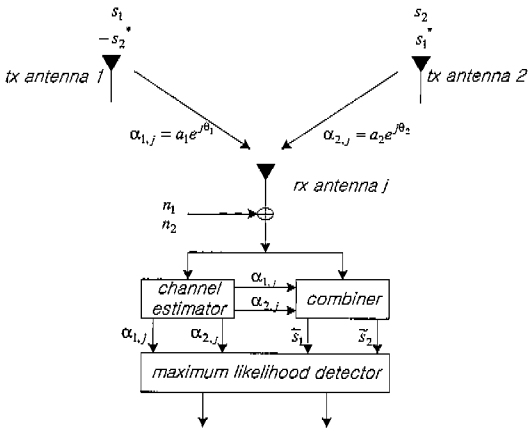 s₁ s₂
−s₂* s₁*
tx antenna 1 tx antenna 2
α₁,ⱼ = a₁e^{jθ₁} α₂,ⱼ = a₂e^{jθ₂}
rx antenna j
n₁
n₂
channel estimator
α₁,ⱼ
α₂,ⱼ
combiner
α₁,ⱼ α₂,ⱼ s̃₁ s̃₂
maximum likelihood detector